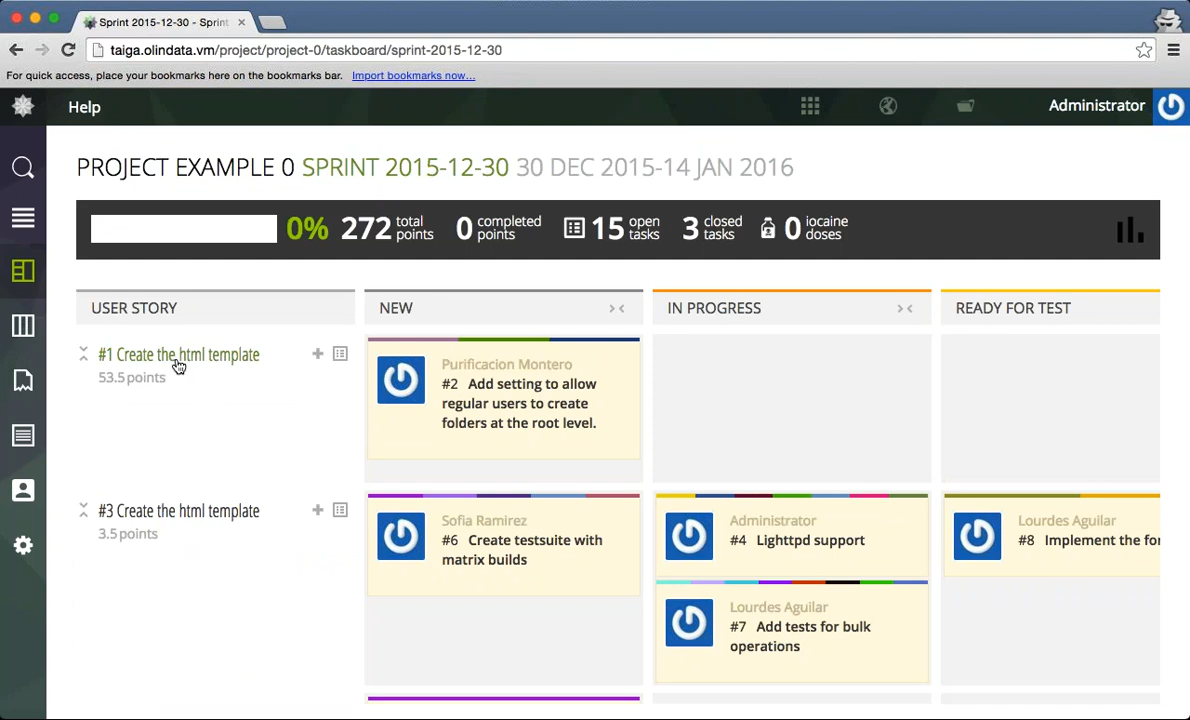 Sprint 2015-12-30 - Sprint
taiga.olindata.vm/project/project-0/taskboard/sprint-2015-12-30
For quick access, place your bookmarks here on the bookmarks bar. Import bookmarks now...
Help
Administrator
PROJECT EXAMPLE 0 SPRINT 2015-12-30 30 DEC 2015-14 JAN 2016
0% 272 total points 0 completed points 15 open tasks 3 closed tasks 0 iocaine doses
USER STORY
NEW
IN PROGRESS
READY FOR TEST
#1 Create the html template
53.5 points
Purificacion Montero
#2 Add setting to allow
regular users to create
folders at the root level.
#3 Create the html template
3.5 points
Sofia Ramirez
#6 Create testsuite with
matrix builds
Administrator
#4 Lighttpd support
Lourdes Aguilar
#7 Add tests for bulk
operations
Lourdes Aguilar
#8 Implement the for